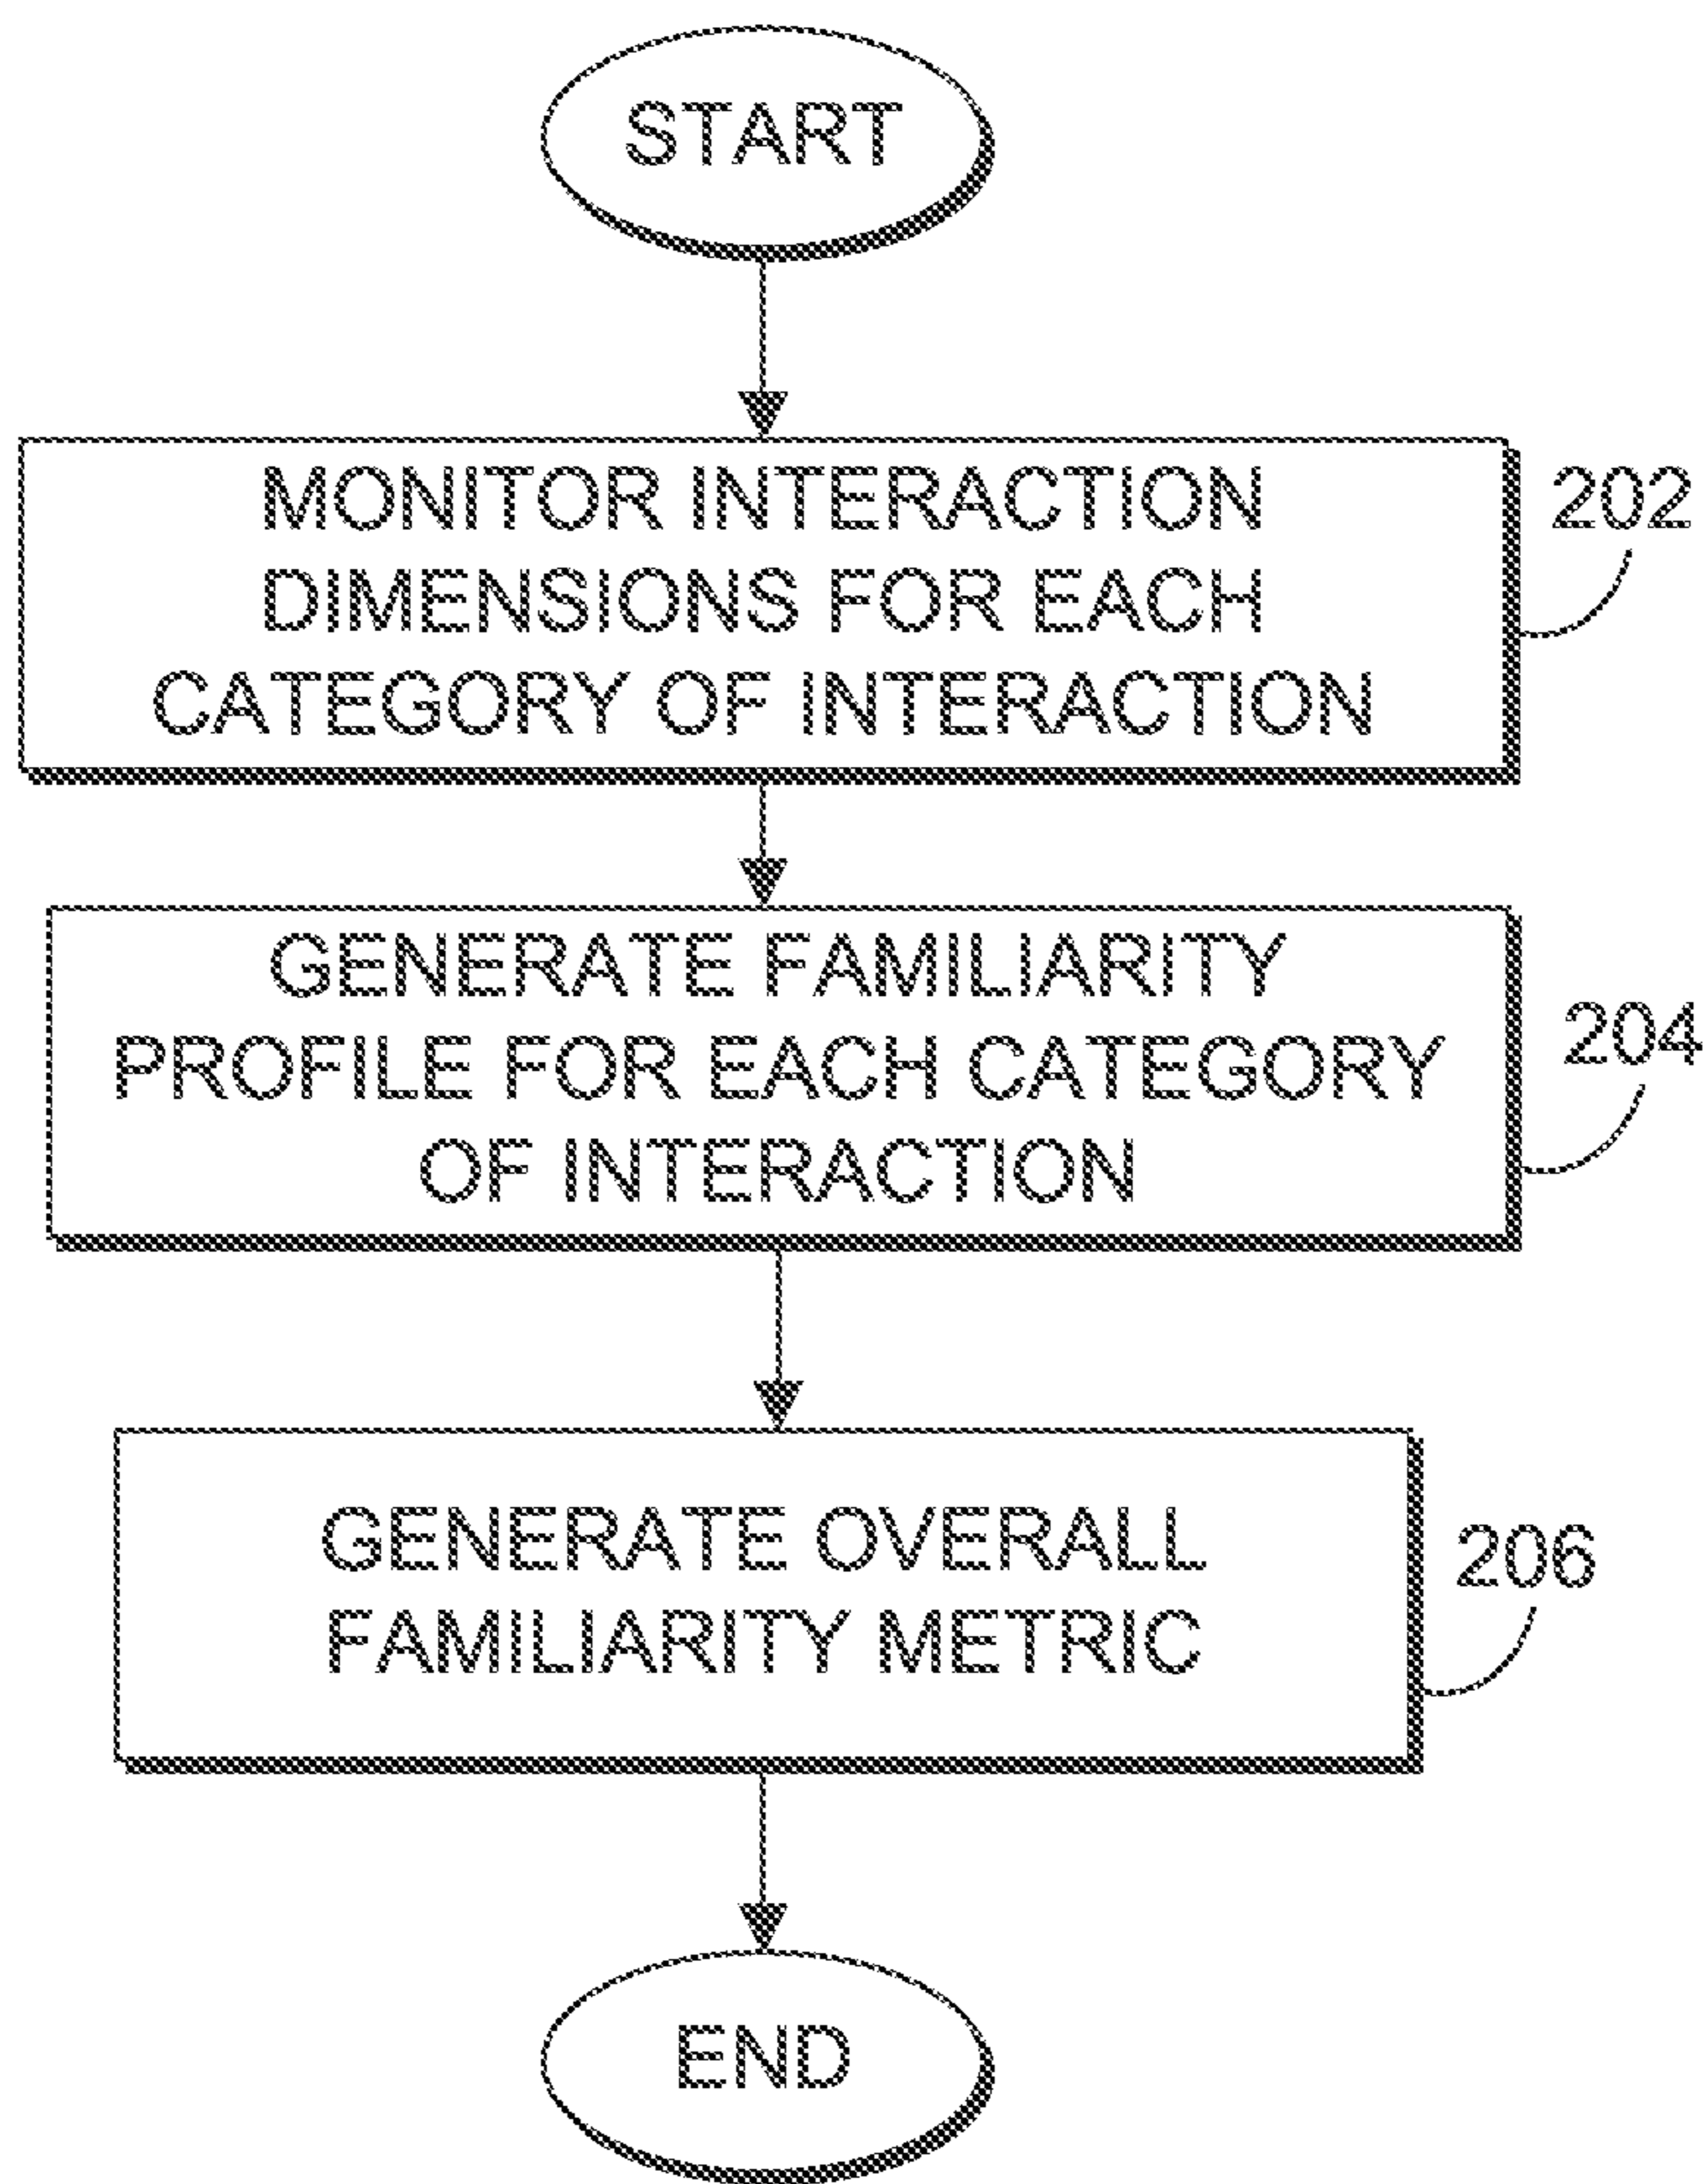 START
MONITOR INTERACTION
DIMENSIONS FOR EACH
CATEGORY OF INTERACTION
202
GENERATE FAMILIARITY
PROFILE FOR EACH CATEGORY
OF INTERACTION
204
GENERATE OVERALL
FAMILIARITY METRIC
206
END